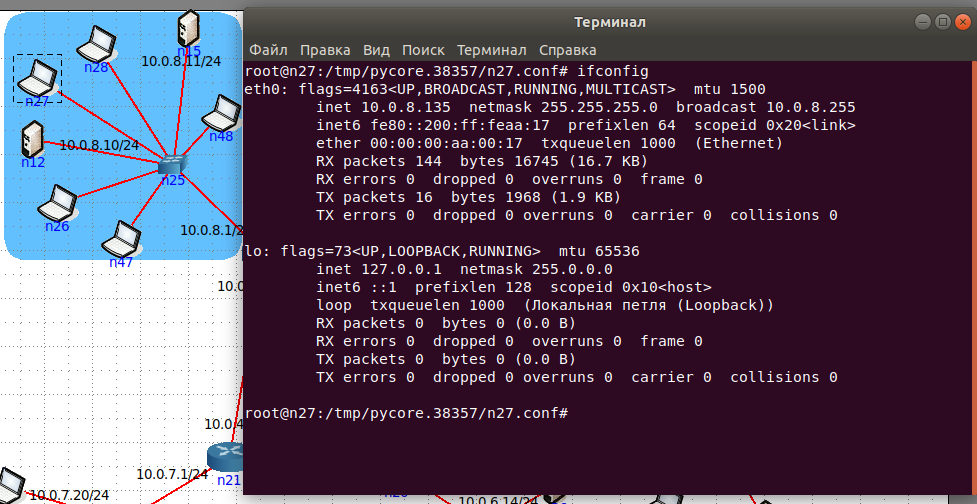 Терминал
Файл Правка Вид Поиск Терминал Справка
root@n27:/tmp/pycore.38357/n27.conf# ifconfig
eth0: flags=4163<UP,BROADCAST,RUNNING,MULTICAST>  mtu 1500
inet 10.0.8.135  netmask 255.255.255.0  broadcast 10.0.8.255
inet6 fe80::200:ff:feaa:17  prefixlen 64  scopeid 0x20<link>
ether 00:00:00:aa:00:17  txqueuelen 1000  (Ethernet)
RX packets 144  bytes 16745 (16.7 KB)
RX errors 0  dropped 0  overruns 0  frame 0
TX packets 16  bytes 1968 (1.9 KB)
TX errors 0  dropped 0 overruns 0  carrier 0  collisions 0
lo: flags=73<UP,LOOPBACK,RUNNING>  mtu 65536
inet 127.0.0.1  netmask 255.0.0.0
inet6 ::1  prefixlen 128  scopeid 0x10<host>
loop  txqueuelen 1000  (Локальная петля (Loopback))
RX packets 0  bytes 0 (0.0 B)
RX errors 0  dropped 0  overruns 0  frame 0
TX packets 0  bytes 0 (0.0 B)
TX errors 0  dropped 0 overruns 0  carrier 0  collisions 0
root@n27:/tmp/pycore.38357/n27.conf#
n15
10.0.8.11/24
n28
n27
n48
10.0.8.10/24
n12
n25
n26
10.0.8.1/2
n47
10.0
10.0.4
10.0.7.1/24
n21
10.0.7.20/24
10.0.6.14/24